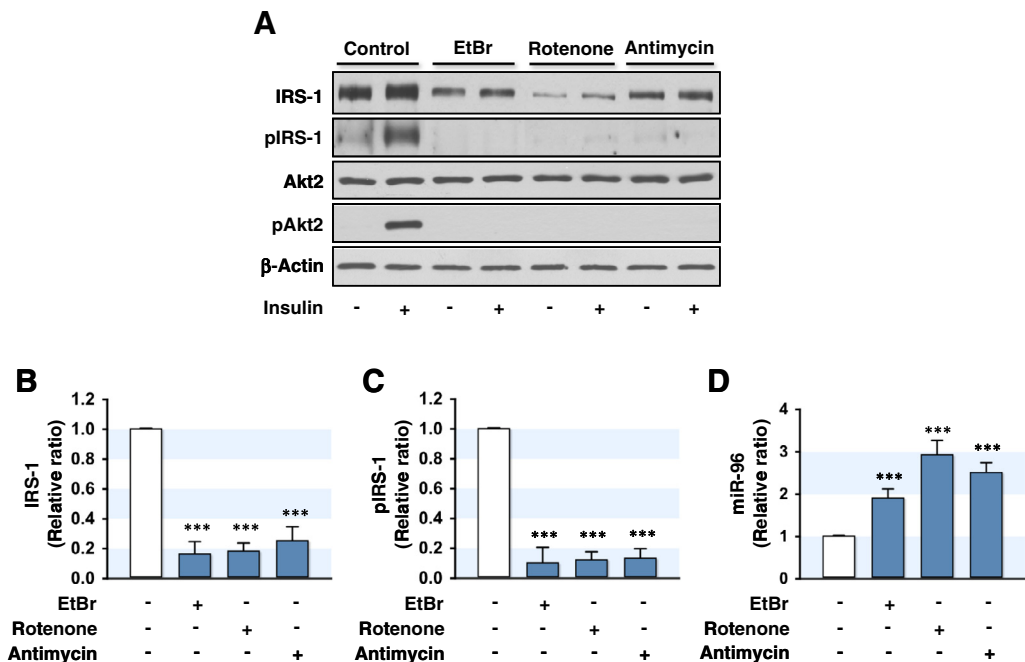 A
Control EtBr Rotenone Antimycin
IRS-1
pIRS-1
Akt2
pAkt2
β-Actin
Insulin - + - + - + - +
B
IRS-1
(Relative ratio)
1.2
1.0
0.8
0.6
0.4
0.2
0.0
*** *** ***
EtBr - + - -
Rotenone - - + -
Antimycin - - - +
C
pIRS-1
(Relative ratio)
1.2
1.0
0.8
0.6
0.4
0.2
0.0
*** *** ***
EtBr - + - -
Rotenone - - + -
Antimycin - - - +
D
miR-96
(Relative ratio)
4
3
2
1
0
*** *** ***
EtBr - + - -
Rotenone - - + -
Antimycin - - - +